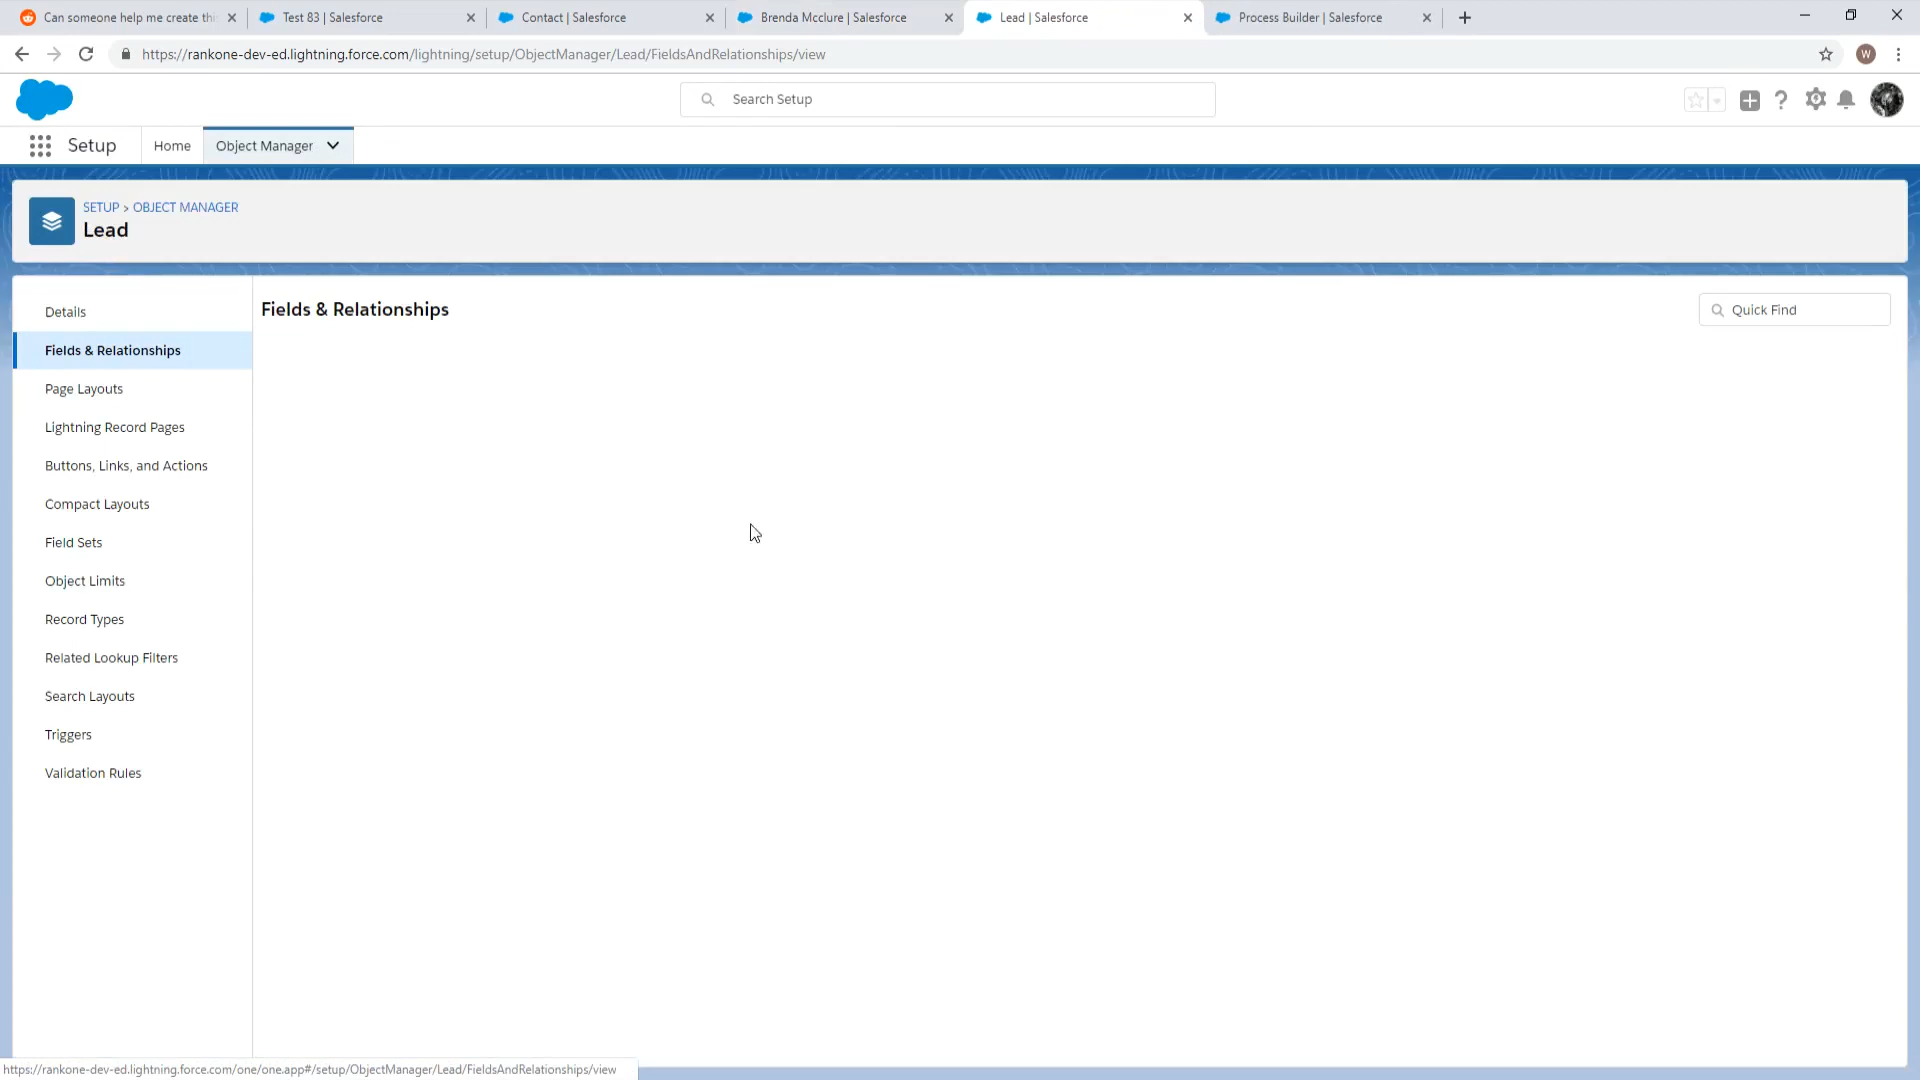 Can someone help me create thi
Test 83 | Salesforce
Contact | Salesforce
Brenda Mcclure | Salesforce
Lead | Salesforce
Process Builder | Salesforce
https://rankone-dev-ed.lightning.force.com/lightning/setup/ObjectManager/Lead/FieldsAndRelationships/view
W
Search Setup
Setup
Home
Object Manager
SETUP > OBJECT MANAGER
Lead
Details
Fields & Relationships
Page Layouts
Lightning Record Pages
Buttons, Links, and Actions
Compact Layouts
Field Sets
Object Limits
Record Types
Related Lookup Filters
Search Layouts
Triggers
Validation Rules
Fields & Relationships
Quick Find
https://rankone-dev-ed.lightning.force.com/one/one.app#/setup/ObjectManager/Lead/FieldsAndRelationships/view